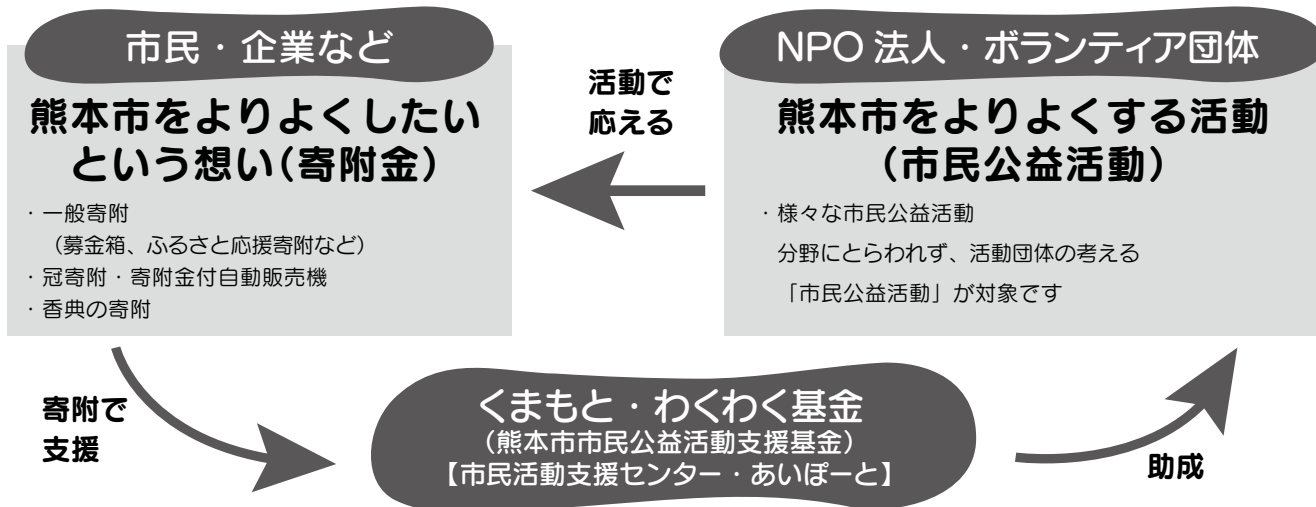 市民・企業など
熊本市をよりよくしたい
という想い(寄附金)
・一般寄附
(募金箱、ふるさと応援寄附など)
・冠寄附・寄附金付自動販売機
・香典の寄附
活動で
応える
NPO 法人・ボランティア団体
熊本市をよりよくする活動
(市民公益活動)
・様々な市民公益活動
分野にとらわれず、活動団体の考える
「市民公益活動」が対象です
寄附で
支援
くまもと・わくわく基金
(熊本市市民公益活動支援基金)
【市民活動支援センター・あいぽーと】
助成